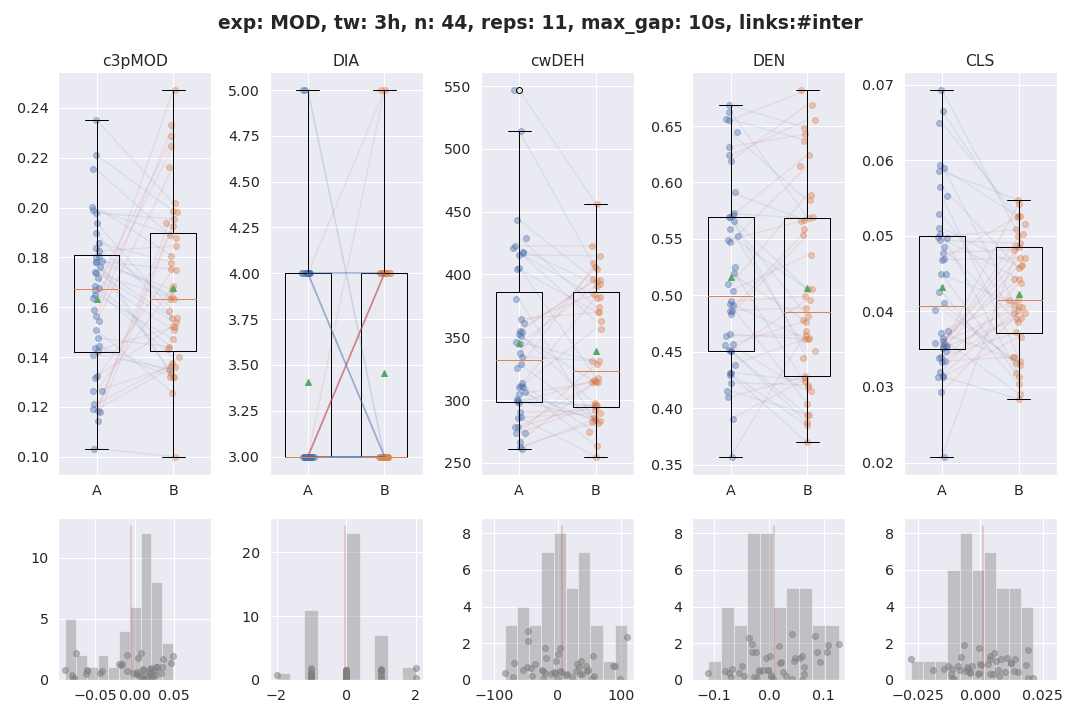 exp: MOD, tw: 3h, n: 44, reps: 11, max_gap: 10s, links:#inter
c3pMOD DIA cwDEH DEN CLS
0.24 0.22 0.20 0.18 0.16 0.14 0.12 0.10
A B
5.00 4.75 4.50 4.25 4.00 3.75 3.50 3.25 3.00
A B
550 500 450 400 350 300 250
A B
0.65 0.60 0.55 0.50 0.45 0.40 0.35
A B
0.07 0.06 0.05 0.04 0.03 0.02
A B
10 5 0
−0.05 0.00 0.05
20 10 0
−2 0 2
8 6 4 2 0
−100 0 100
8 6 4 2 0
−0.1 0.0 0.1
8 6 4 2 0
−0.025 0.000 0.025